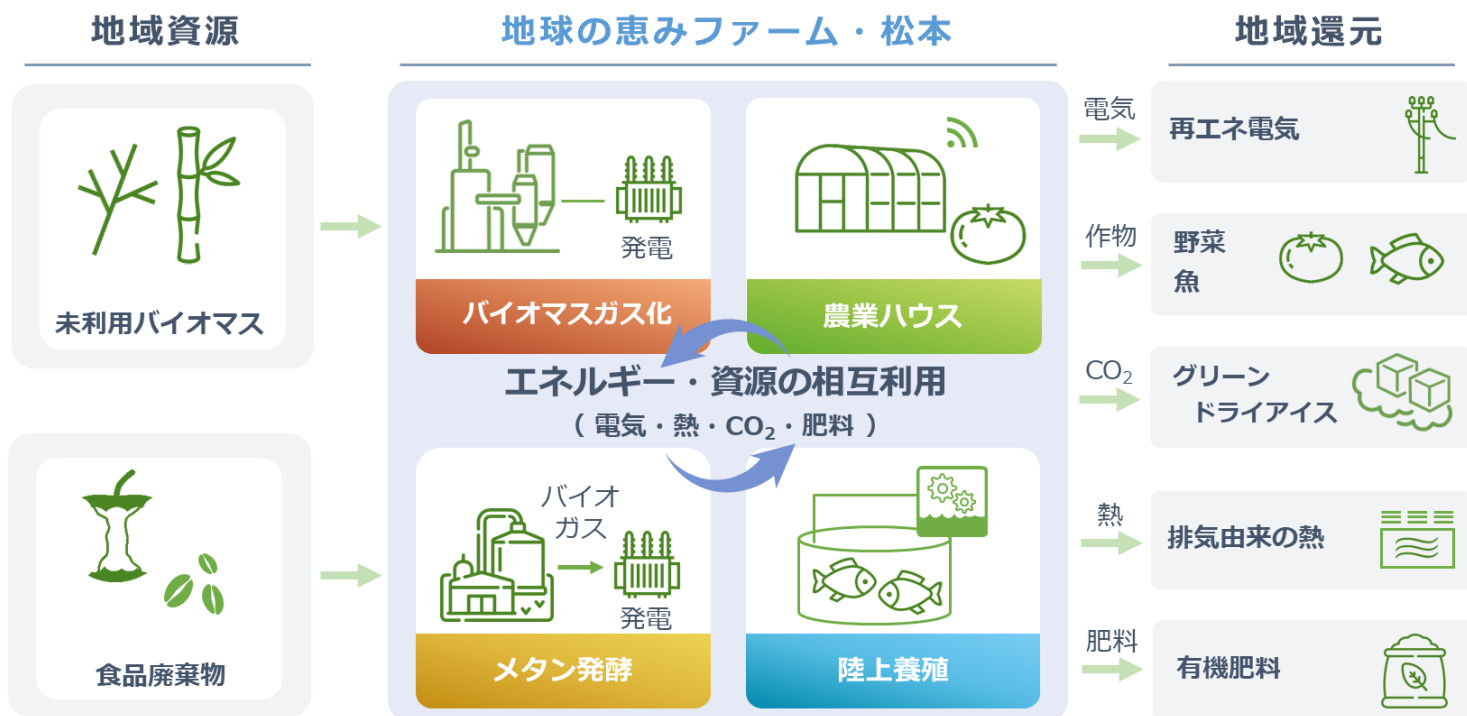 地域資源
地球の恵みファーム・松本
地域還元
未利用バイオマス
食品廃棄物
発電
バイオマスガス化
農業ハウス
エネルギー・資源の相互利用
（ 電気・熱・CO₂・肥料 ）
バイオ
ガス
発電
メタン発酵
陸上養殖
電気
再エネ電気
作物
野菜
魚
CO₂
グリーン
ドライアイス
熱
排気由来の熱
肥料
有機肥料